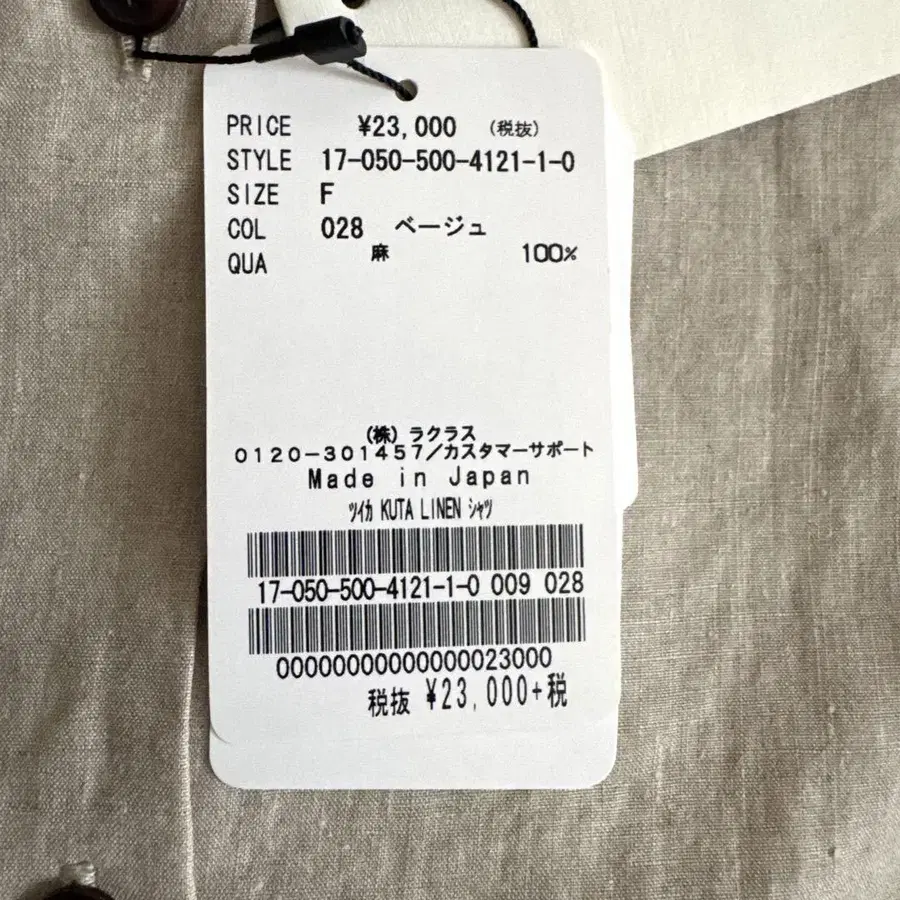 PRICE ¥23,000 (税抜)
STYLE 17-050-500-4121-1-0
SIZE F
COL 028 ベージュ
QUA 麻 100%
(株) ラクラス
0120-301457/カスタマーサポート
Made in Japan
ツイカ KUTA LINEN シャツ
17-050-500-4121-1-0 009 028
00000000000000023000
税抜 ¥23,000+税